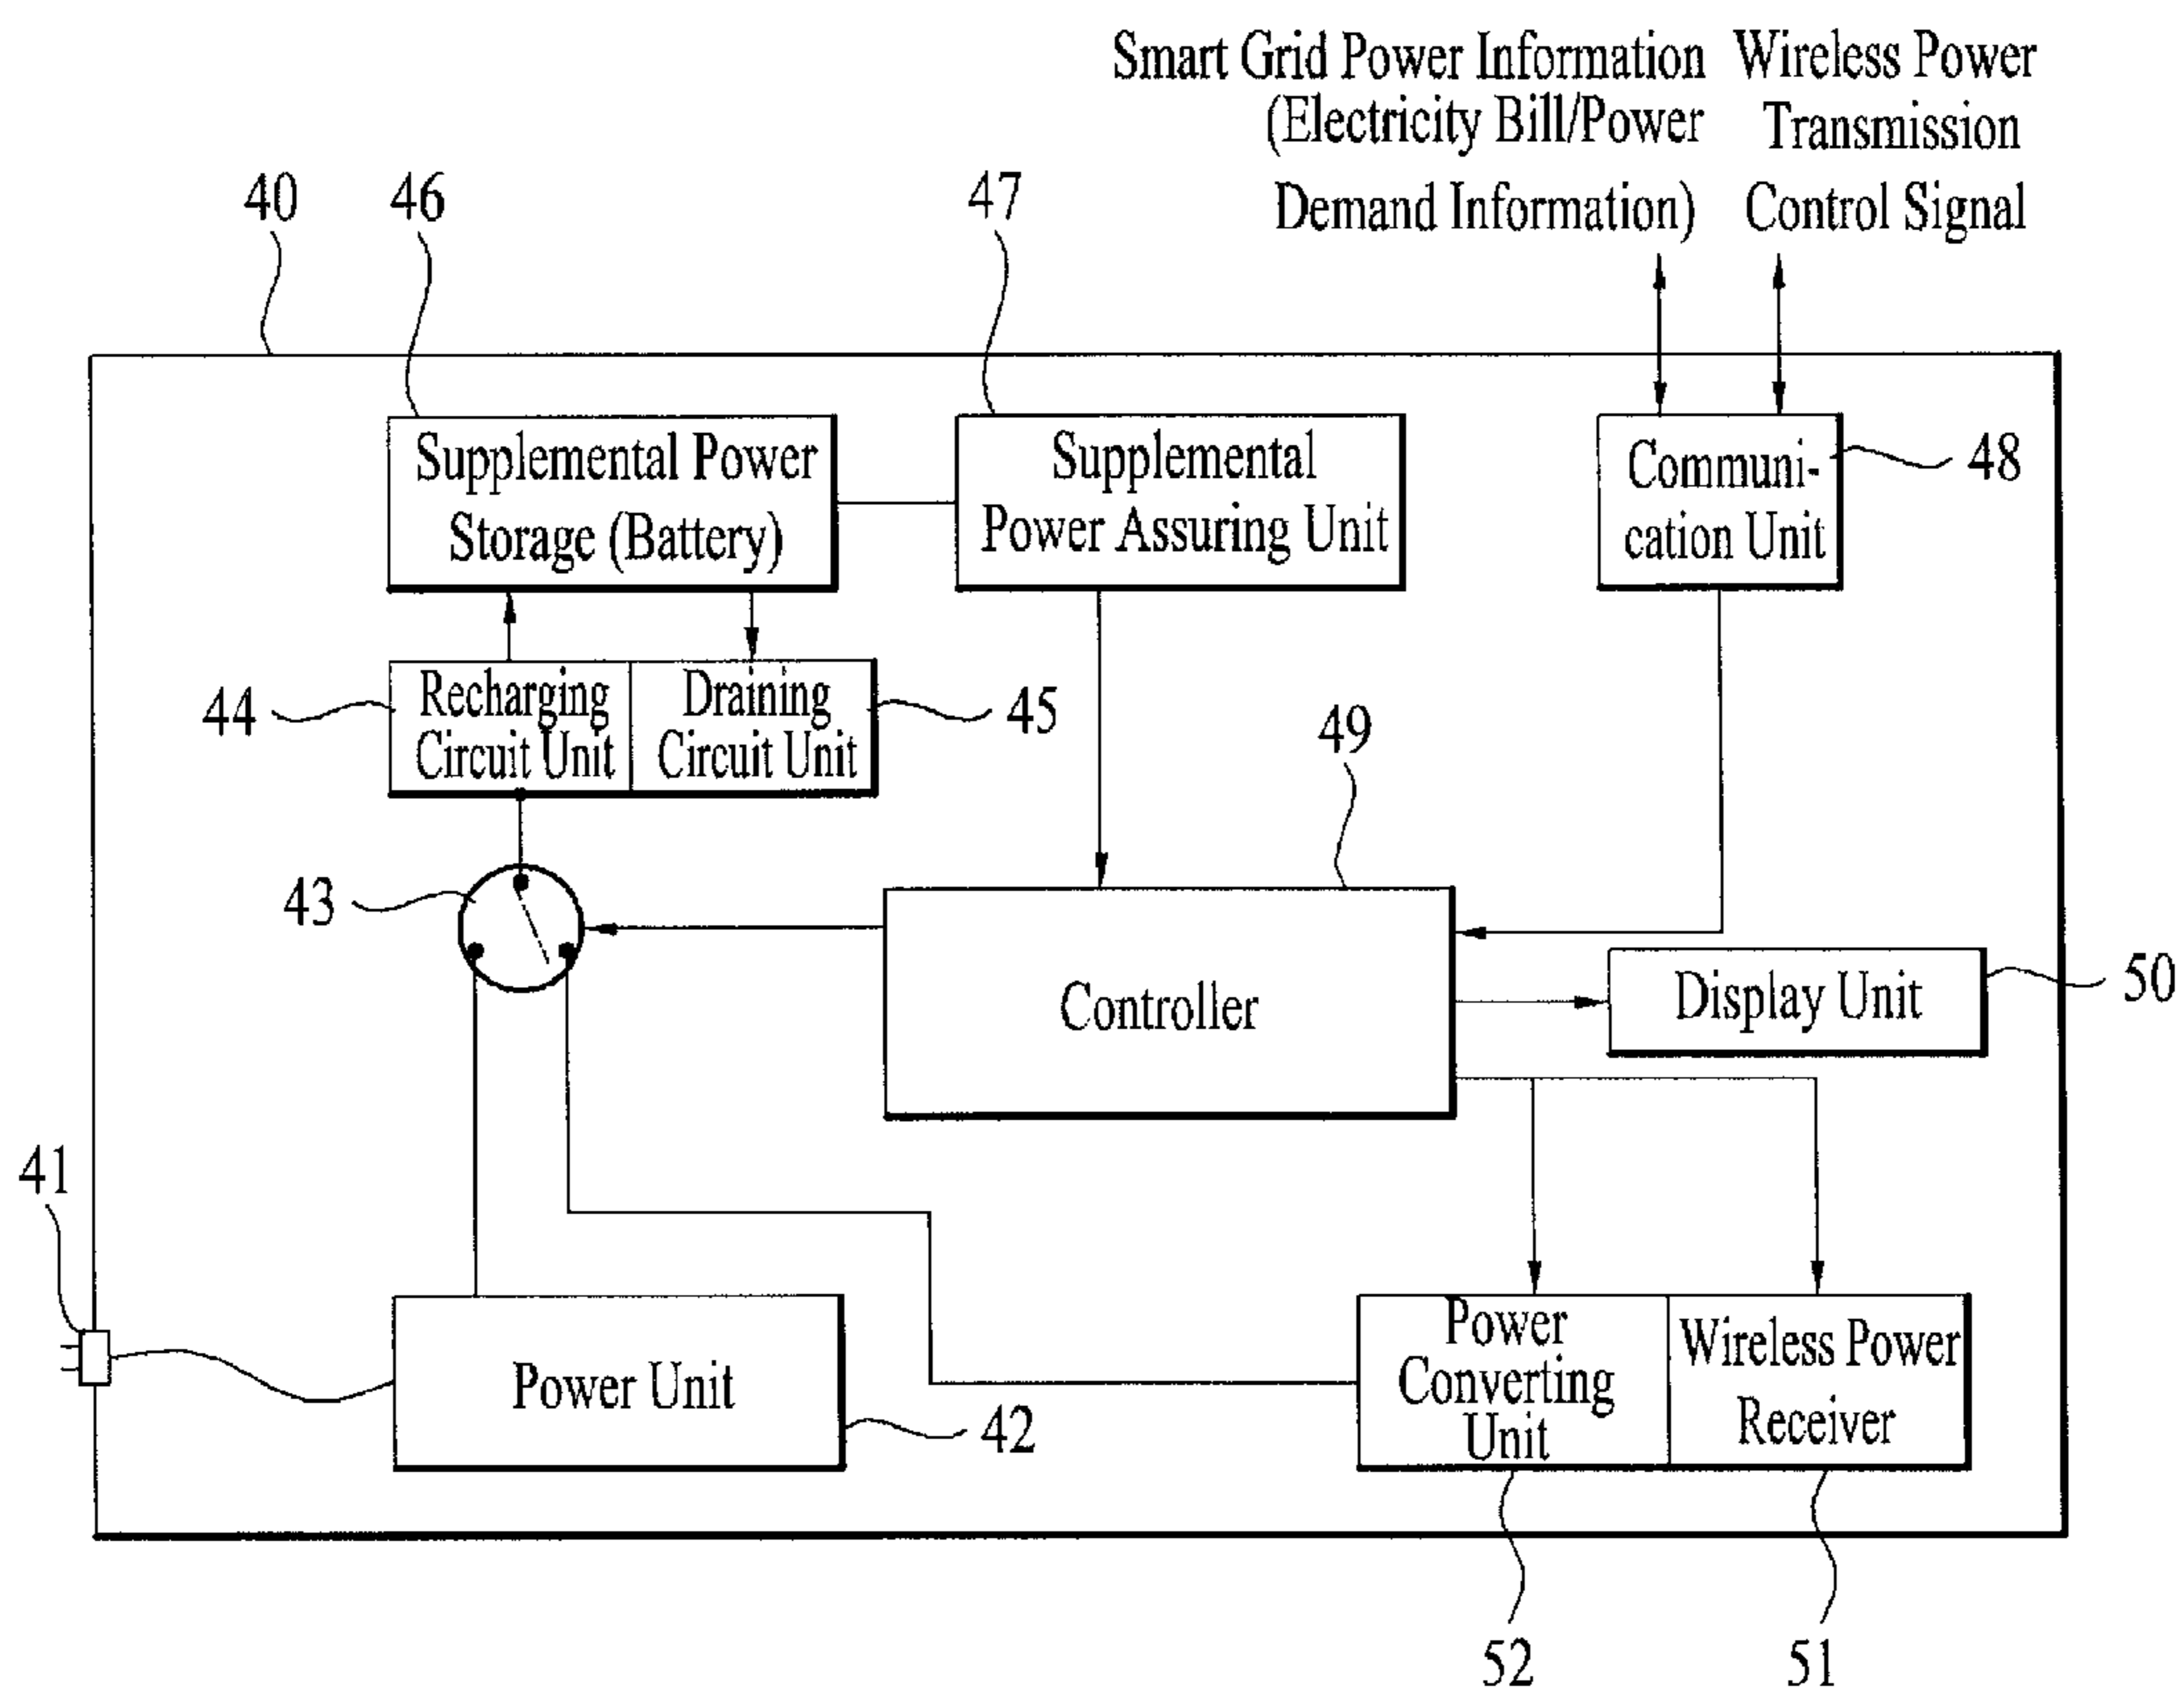 Smart Grid Power Information
(Electricity Bill/Power
Demand Information)
Wireless Power
Transmission
Control Signal
40
46
47
Supplemental Power
Storage (Battery)
Supplemental
Power Assuring Unit
Communi-
cation Unit
48
44
Recharging
Circuit Unit
Draining
Circuit Unit
45
49
43
Controller
Display Unit
50
41
Power Unit
42
Power
Converting
Unit
Wireless Power
Receiver
52
51